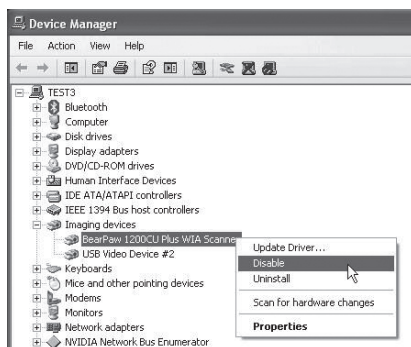 Device Manager
File Action View Help
TEST3
Bluetooth
Computer
Disk drives
Display adapters
DVD/CD-ROM drives
Human Interface Devices
IDE ATA/ATAPI controllers
IEEE 1394 Bus host controllers
Imaging devices
BearPaw 1200CU Plus WIA Scanner
USB Video Device #2
Keyboards
Mice and other pointing devices
Modems
Monitors
Network adapters
NVIDIA Network Bus Enumerator
Update Driver...
Disable
Uninstall
Scan for hardware changes
Properties